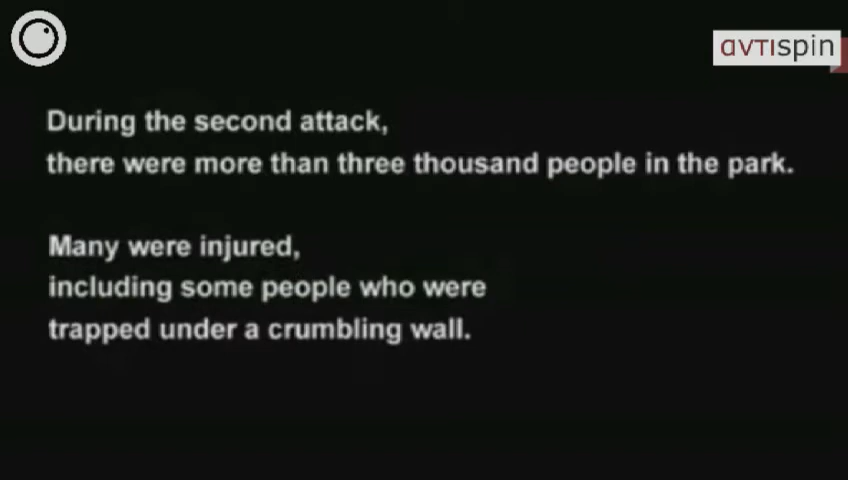 αντιspin
During the second attack,
there were more than three thousand people in the park.
Many were injured,
including some people who were
trapped under a crumbling wall.